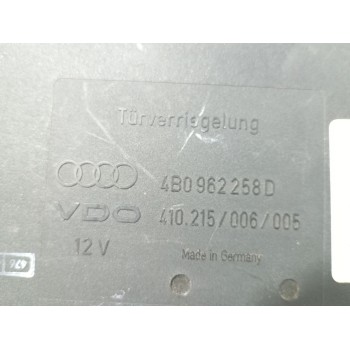 Türverriegelung
4B0 962 258 D
VDO 410.215/006/005
12 V Made in Germany